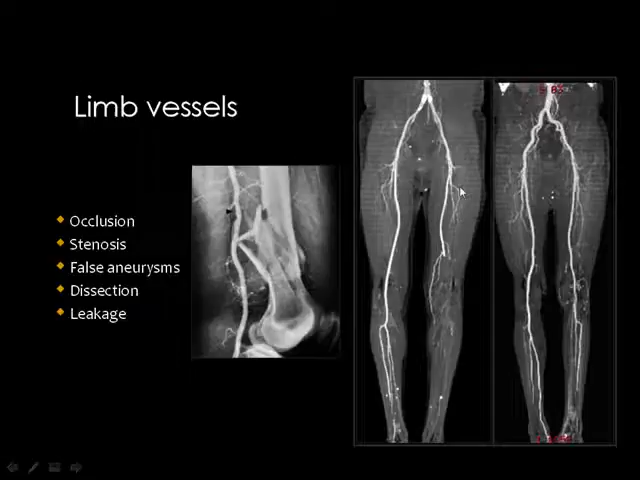 Limb vessels
Occlusion
Stenosis
False aneurysms
Dissection
Leakage